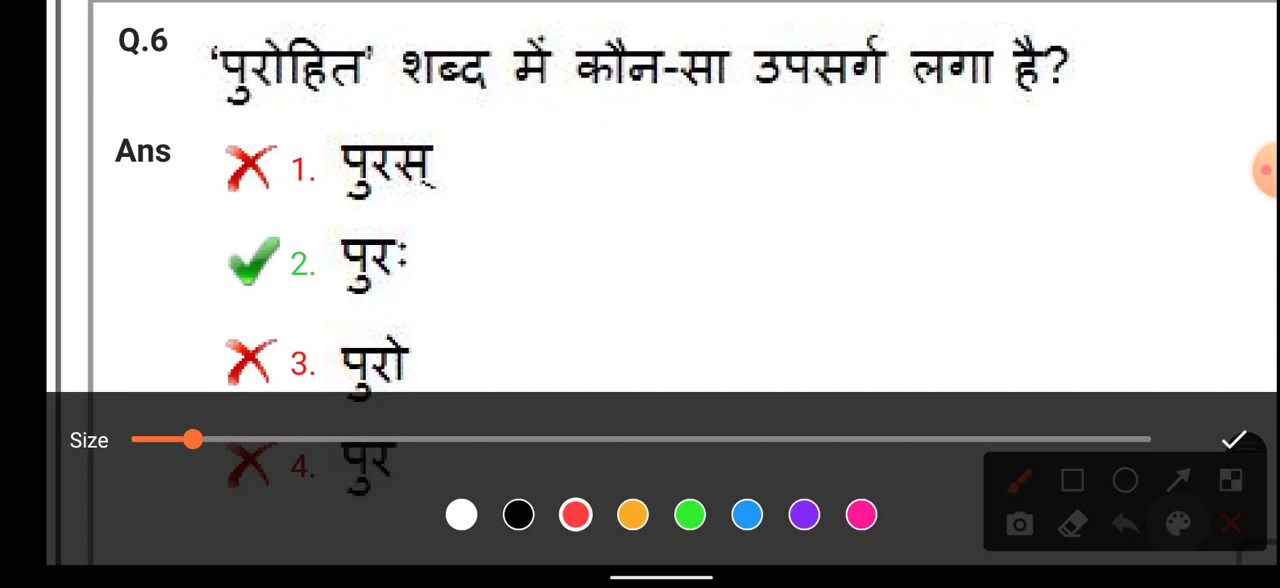 Q.6 'पुरोहित' शब्द में कौन-सा उपसर्ग लगा है?
Ans 1. पुरस्
2. पुरः
3. पुरो
Size
4. पुर